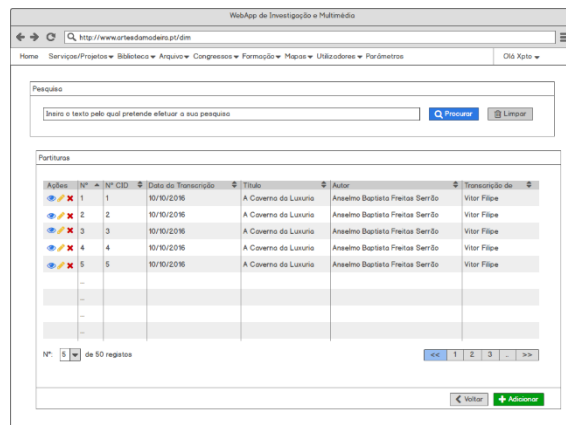 WebApp de Investigação e Multimédio
http://www.artesdamadeira.pt/dim
Home Serviços/Projetos Biblioteca Arquivo Congressos Formação Mapas Utilizadores Parâmetros Olá Xpto
Pesquisa
Insira o texto pelo qual pretende efetuar a sua pesquisa Procurar Limpar
Partituras
Ações Nº Nº CID Data da Transcrição Título Autor Transcrição de
1 1 10/10/2016 A Caverna da Luxuria Anselmo Baptista Freitas Serrão Vitor Filipe
2 2 10/10/2016 A Caverna da Luxuria Anselmo Baptista Freitas Serrão Vitor Filipe
3 3 10/10/2016 A Caverna da Luxuria Anselmo Baptista Freitas Serrão Vitor Filipe
4 4 10/10/2016 A Caverna da Luxuria Anselmo Baptista Freitas Serrão Vitor Filipe
5 5 10/10/2016 A Caverna da Luxuria Anselmo Baptista Freitas Serrão Vitor Filipe
...
...
...
...
Nº: 5 de 50 registos << 1 2 3 .. >>
Voltar Adicionar